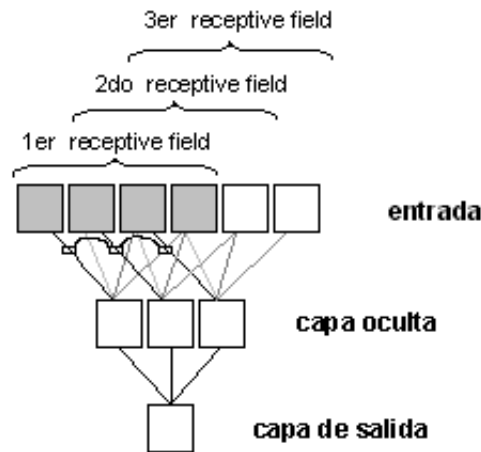 3er receptive field
2do receptive field
1er receptive field
entrada
capa oculta
capa de salida